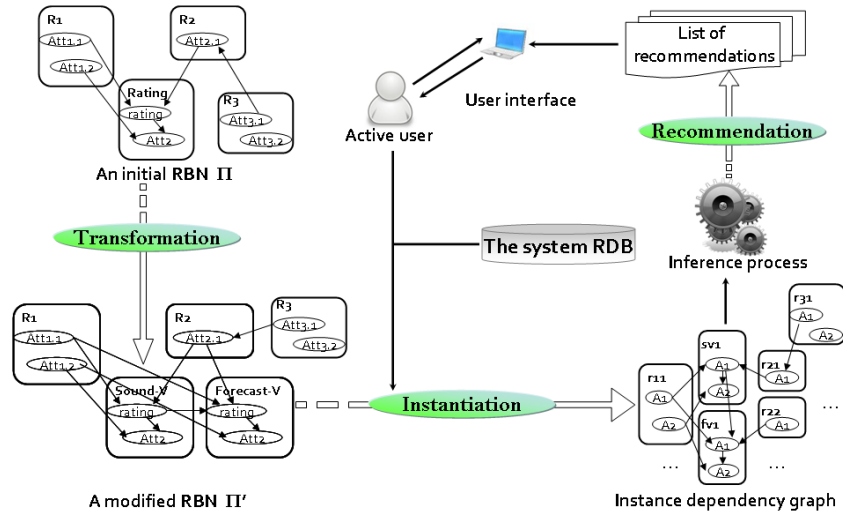 R1
Att1.1
Att1.2
R2
Att2.1
Rating
rating
Att2
R3
Att3.1
Att3.2
An initial RBN Π
Transformation
Active user
User interface
List of
recommendations
Recommendation
The system RDB
Inference process
R1
Att1.1
Att1.2
R2
Att2.1
R3
Att3.1
Att3.2
Sound-V
rating
Att2
Forecast-V
rating
Att2
A modified RBN Π'
Instantiation
r11
A1
A2
sv1
A1
A2
fv1
A1
A2
r31
A1
A2
r21
A1
r22
A1
...
...
...
Instance dependency graph